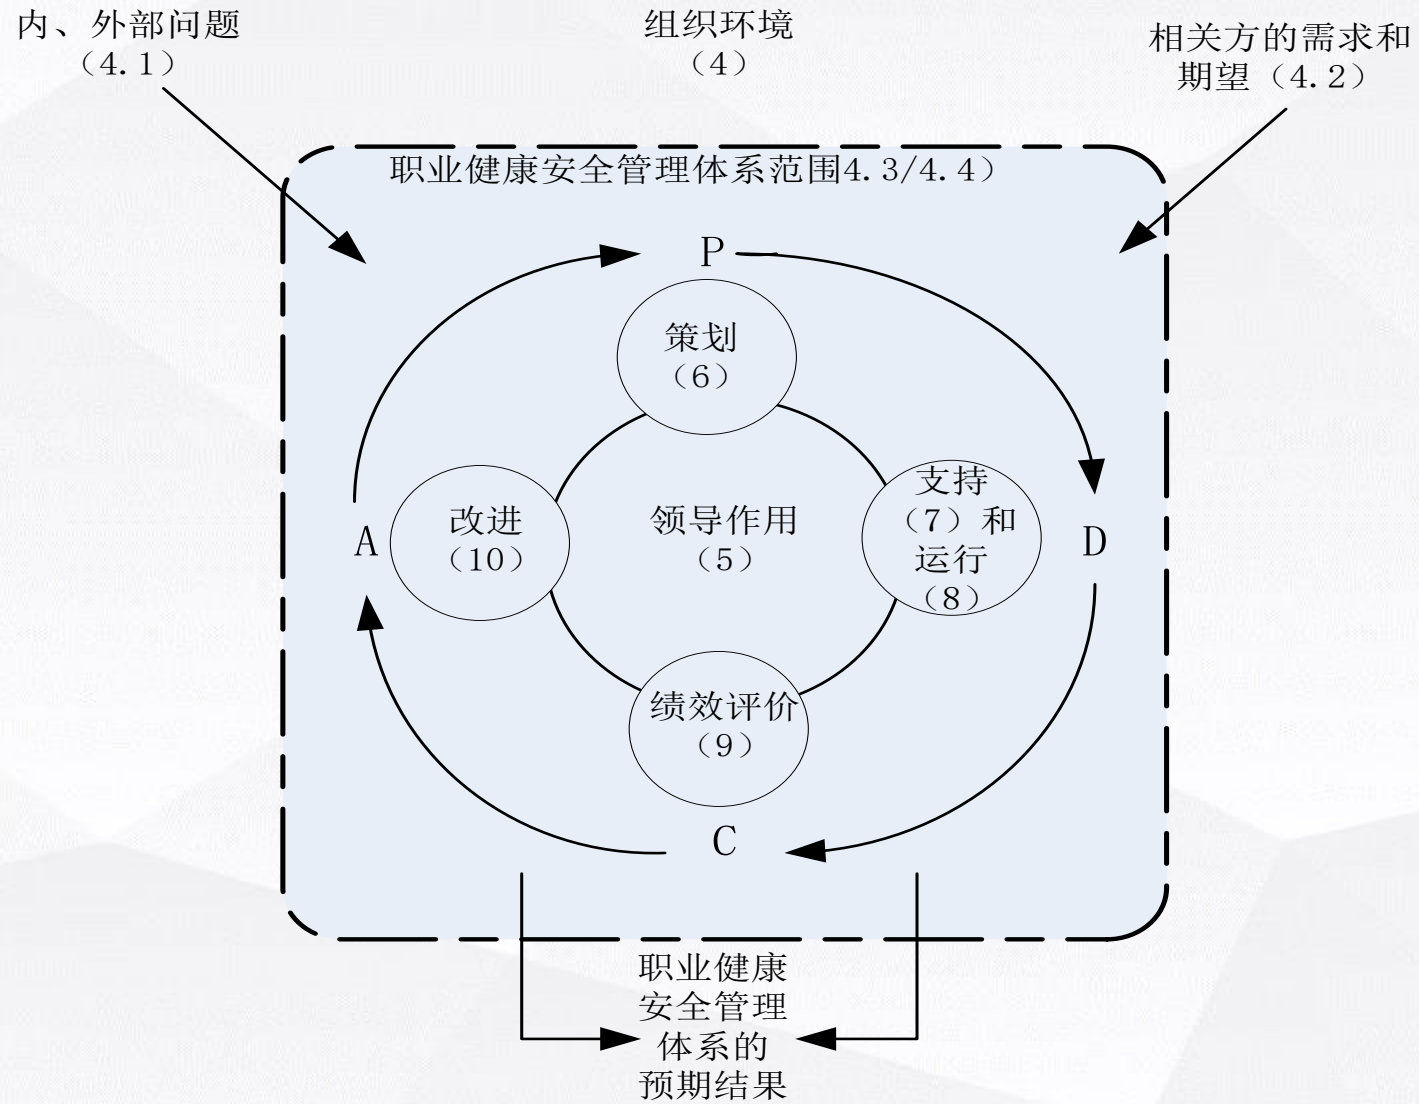 内、外部问题
（4.1）
组织环境
（4）
相关方的需求和
期望（4.2）
职业健康安全管理体系范围4.3/4.4）
P
策划
（6）
A
改进
（10）
领导作用
（5）
支持
（7）和
运行
（8）
D
绩效评价
（9）
C
职业健康
安全管理
体系的
预期结果